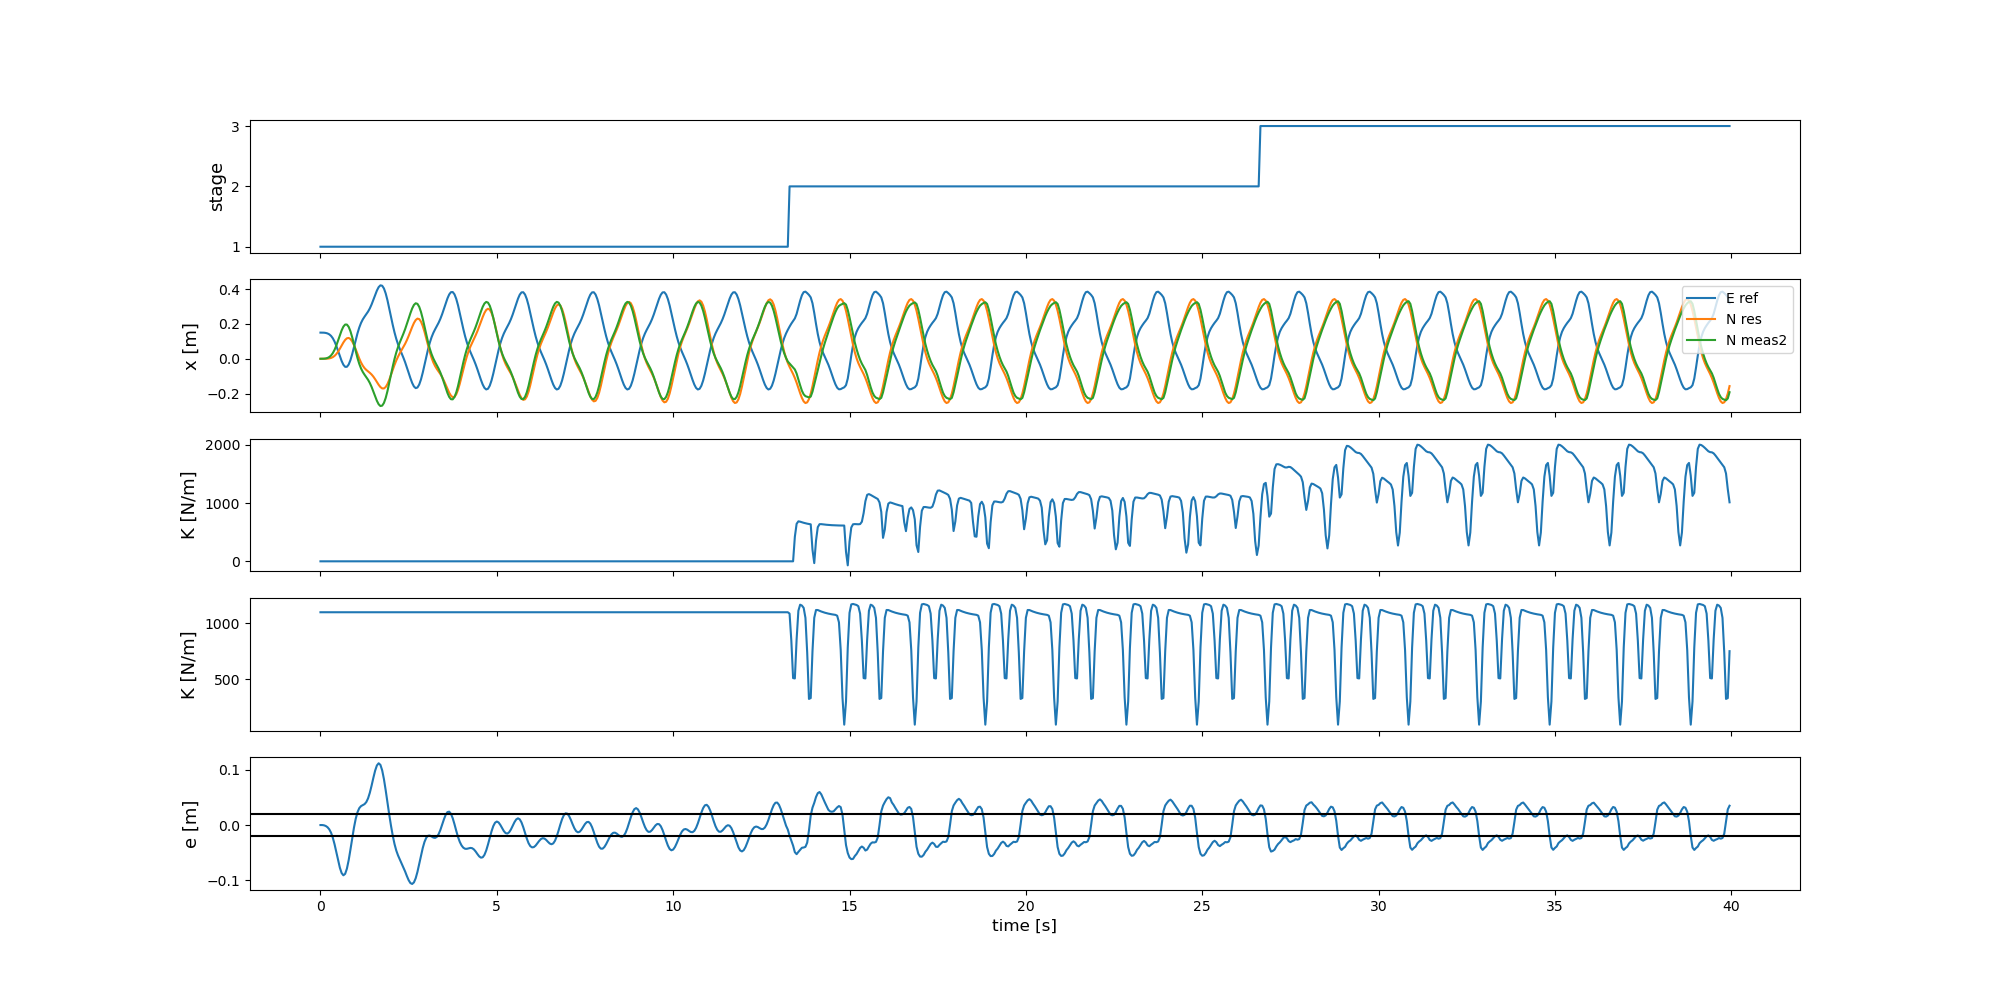 stage
3
2
1
x [m]
0.4
0.2
0.0
−0.2
E ref
N res
N meas2
K [N/m]
2000
1000
0
K [N/m]
1000
500
e [m]
0.1
0.0
−0.1
0 5 10 15 20 25 30 35 40
time [s]